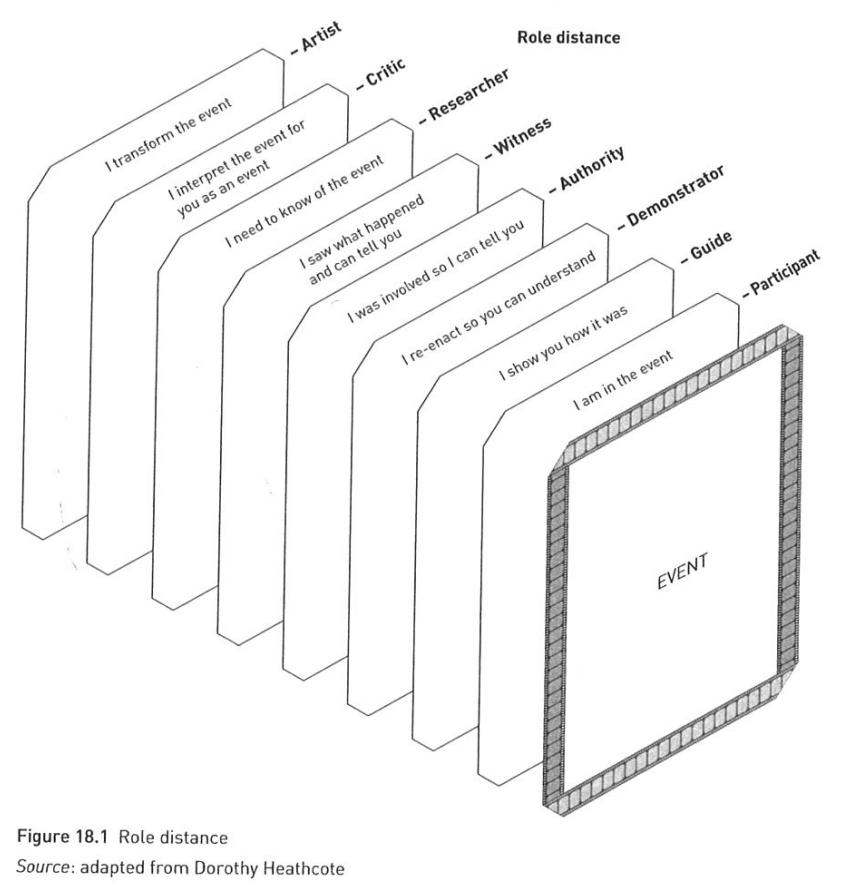 Role distance
– Artist
I transform the event
– Critic
I interpret the event for
you as an event
– Researcher
I need to know of the event
– Witness
I saw what happened
and can tell you
– Authority
I was involved so I can tell you
– Demonstrator
I re-enact so you can understand
– Guide
I show you how it was
– Participant
I am in the event
EVENT
Figure 18.1 Role distance
Source: adapted from Dorothy Heathcote